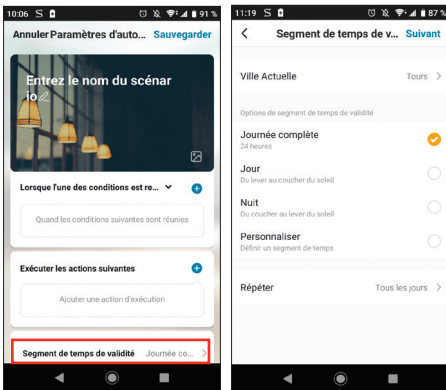 10:06 S 91 %
Annuler Paramètres d'auto... Sauvegarder
Entrez le nom du scénar
io
Lorsque l'une des conditions est re...
Quand les conditions suivantes sont réunies
Exécuter les actions suivantes
Ajouter une action d'exécution
Segment de temps de validité Journée co...
11:19 S 87 %
Segment de temps de v... Suivant
Ville Actuelle Tours
Options de segment de temps de validité
Journée complète
24 heures
Jour
Du lever au coucher du soleil
Nuit
Du coucher au lever du soleil
Personnaliser
Définir un segment de temps
Répéter Tous les jours